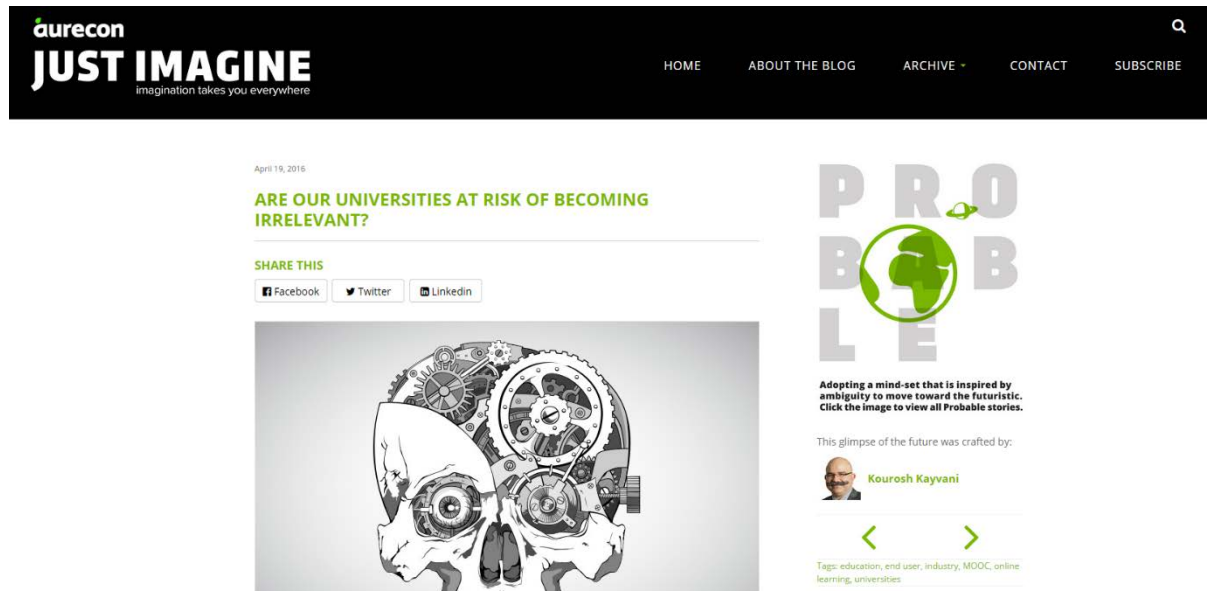 aurecon
JUST IMAGINE
imagination takes you everywhere
HOME
ABOUT THE BLOG
ARCHIVE
CONTACT
SUBSCRIBE
April 19, 2016
ARE OUR UNIVERSITIES AT RISK OF BECOMING
IRRELEVANT?
SHARE THIS
Facebook
Twitter
Linkedin
PRO
BAB
LE
Adopting a mind-set that is inspired by
ambiguity to move toward the futuristic.
Click the image to view all Probable stories.
This glimpse of the future was crafted by:
Kourosh Kayvani
Tags: education, end user, industry, MOOC, online
learning, universities